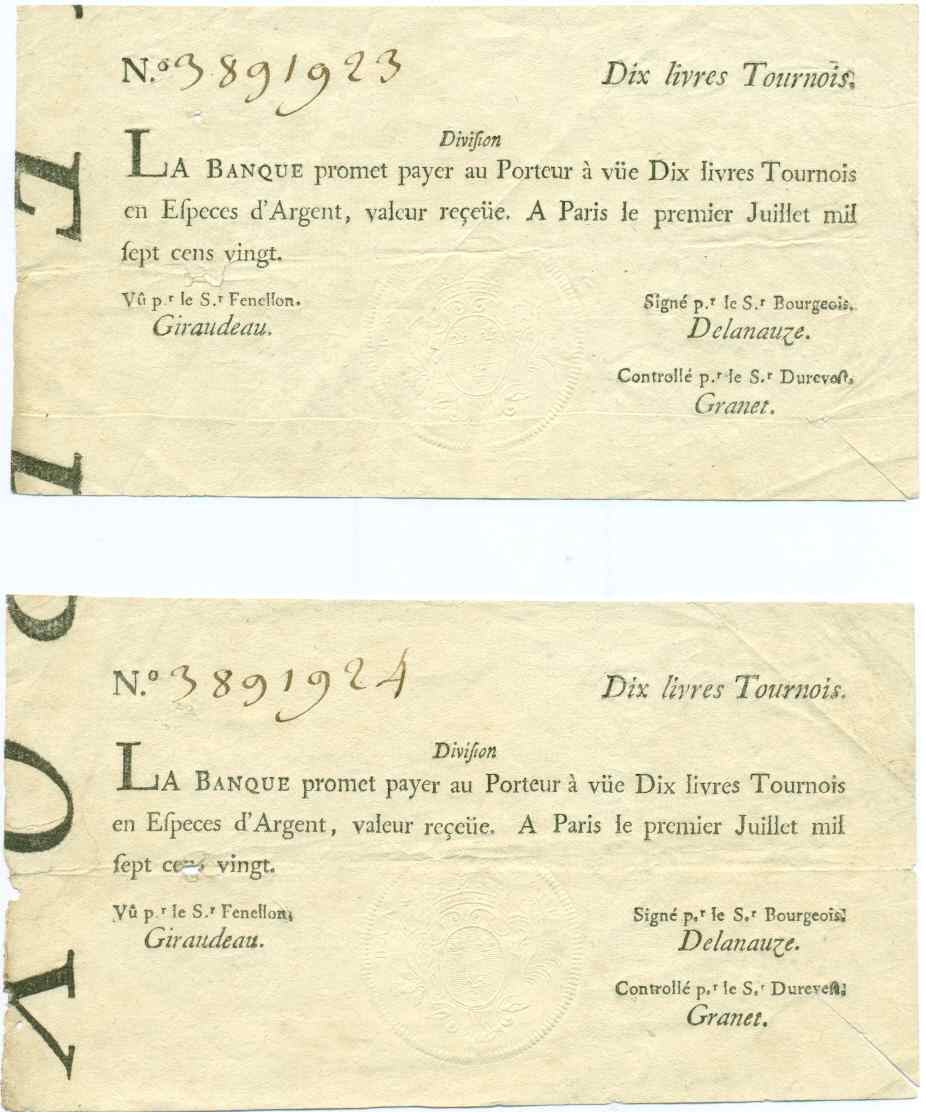 N.º 3891923 Dix livres Tournois.
Diviſion
LA BANQUE promet payer au Porteur à vüe Dix livres Tournois
en Eſpeces d'Argent, valeur reçeüe. A Paris le premier Juillet mil
ſept cens vingt.
Vû p.r le S.r Fenellon. Signé p.r le S.r Bourgeois.
Giraudeau. Delanauze.
Controllé p.r le S.r Dureveſt.
Granet.
N.º 3891924 Dix livres Tournois.
Diviſion
LA BANQUE promet payer au Porteur à vüe Dix livres Tournois
en Eſpeces d'Argent, valeur reçeüe. A Paris le premier Juillet mil
ſept cens vingt.
Vû p.r le S.r Fenellon. Signé p.r le S.r Bourgeois.
Giraudeau. Delanauze.
Controllé p.r le S.r Dureveſt.
Granet.